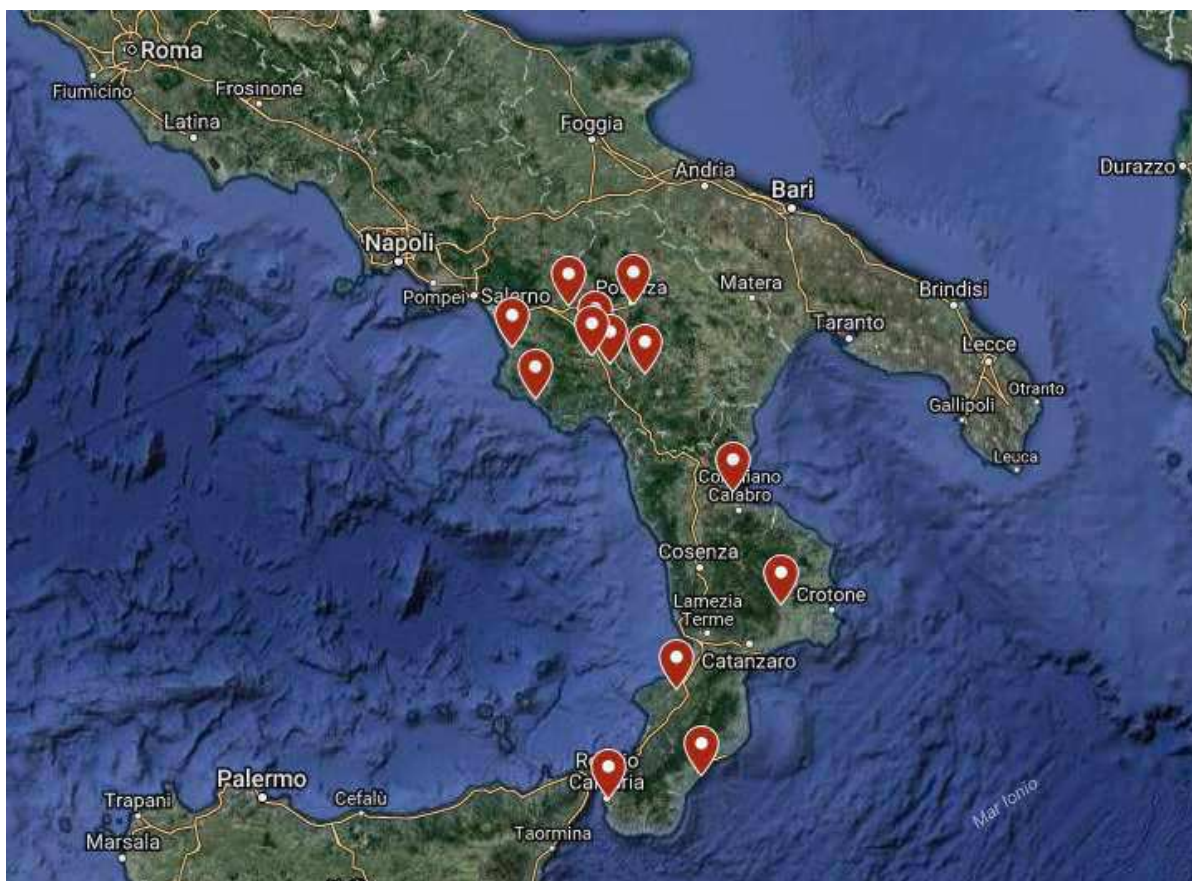 Roma
Fiumicino
Frosinone
Latina
Foggia
Andria
Bari
Durazzo
Napoli
Pompei
Salerno
Matera
Brindisi
Taranto
Lecce
Otranto
Gallipoli
Leuca
Calabro
Cosenza
Lamezia
Terme
Crotone
Catanzaro
Palermo
Trapani
Cefalù
Marsala
Taormina
Mar Ionio